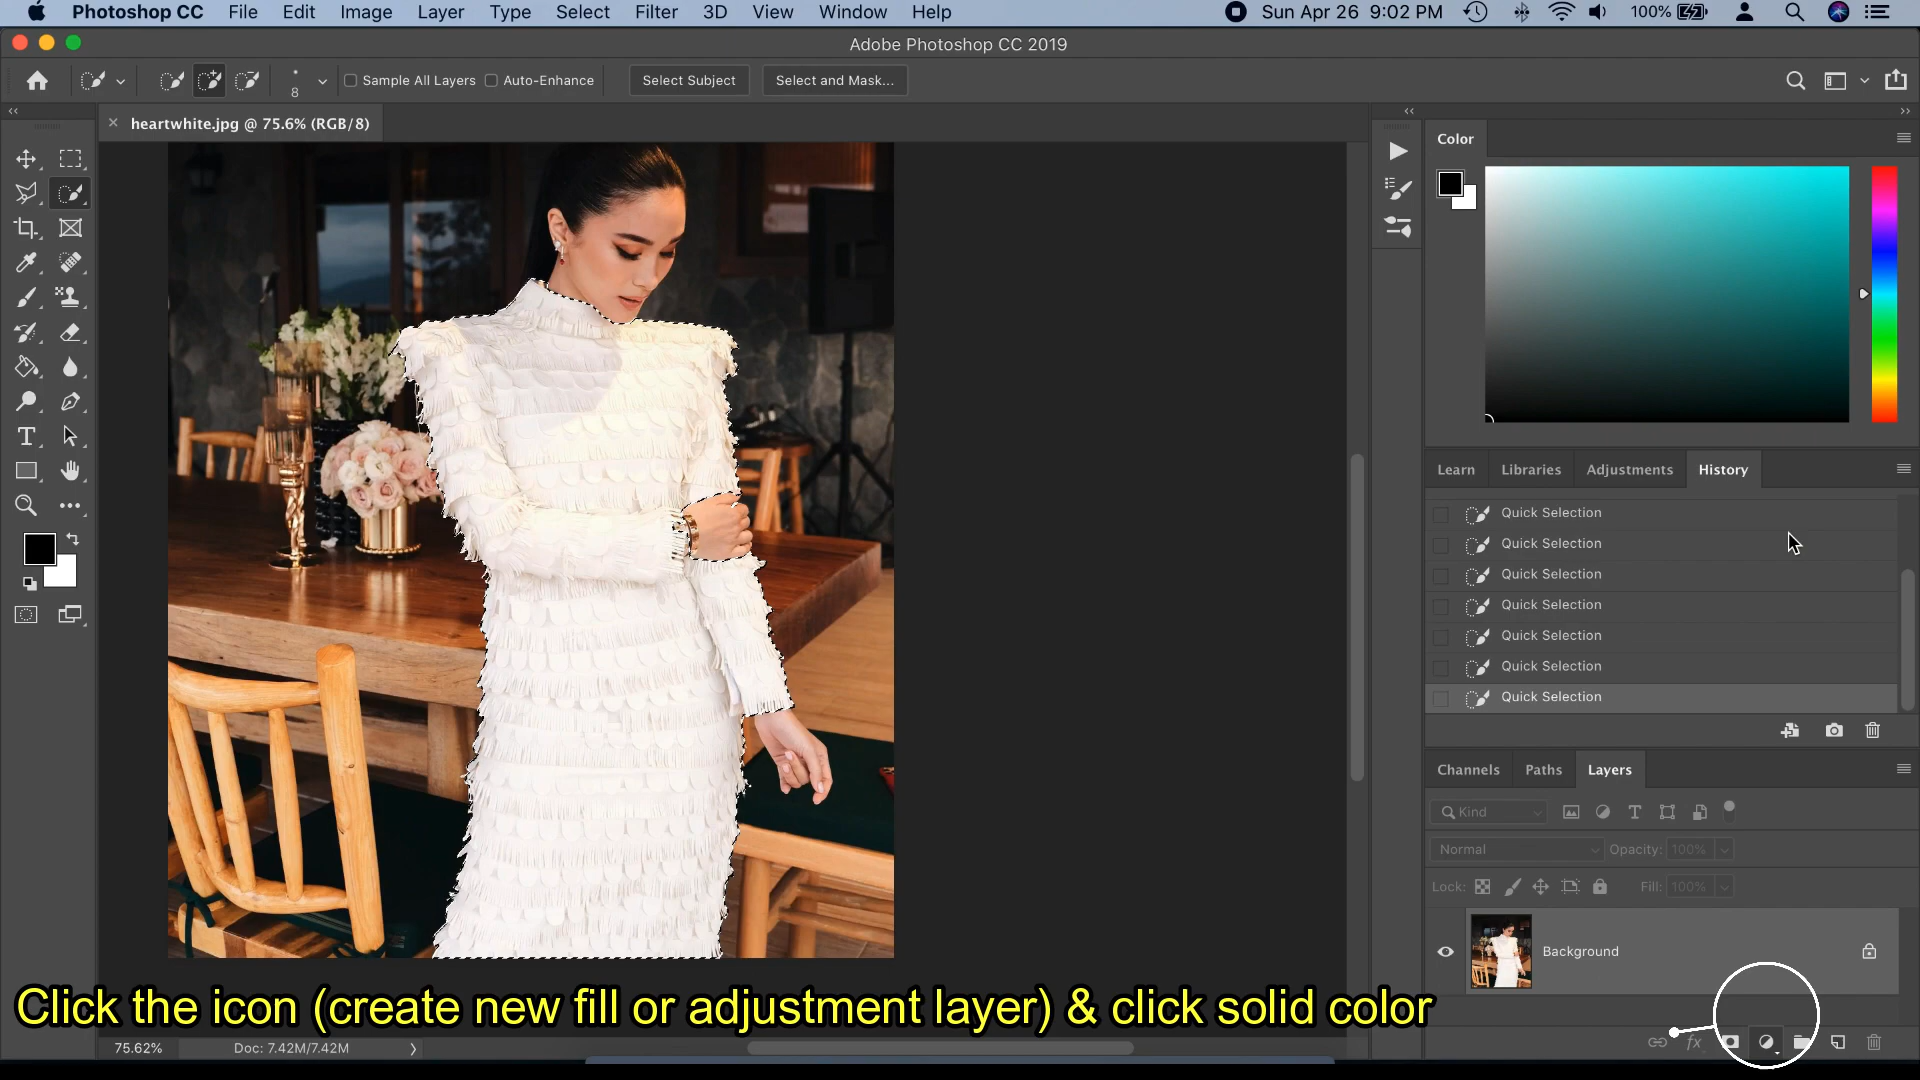 Photoshop CC File Edit Image Layer Type Select Filter 3D View Window Help Sun Apr 26 9:02 PM 100%
Adobe Photoshop CC 2019
8 Sample All Layers Auto-Enhance Select Subject Select and Mask...
heartwhite.jpg @ 75.6% (RGB/8)
Color
Learn Libraries Adjustments History
Quick Selection
Quick Selection
Quick Selection
Quick Selection
Quick Selection
Quick Selection
Quick Selection
Channels Paths Layers
Kind
Normal Opacity: 100%
Lock: Fill: 100%
Background
Click the icon (create new fill or adjustment layer) & click solid color
75.62% Doc: 7.42M/7.42M
fx